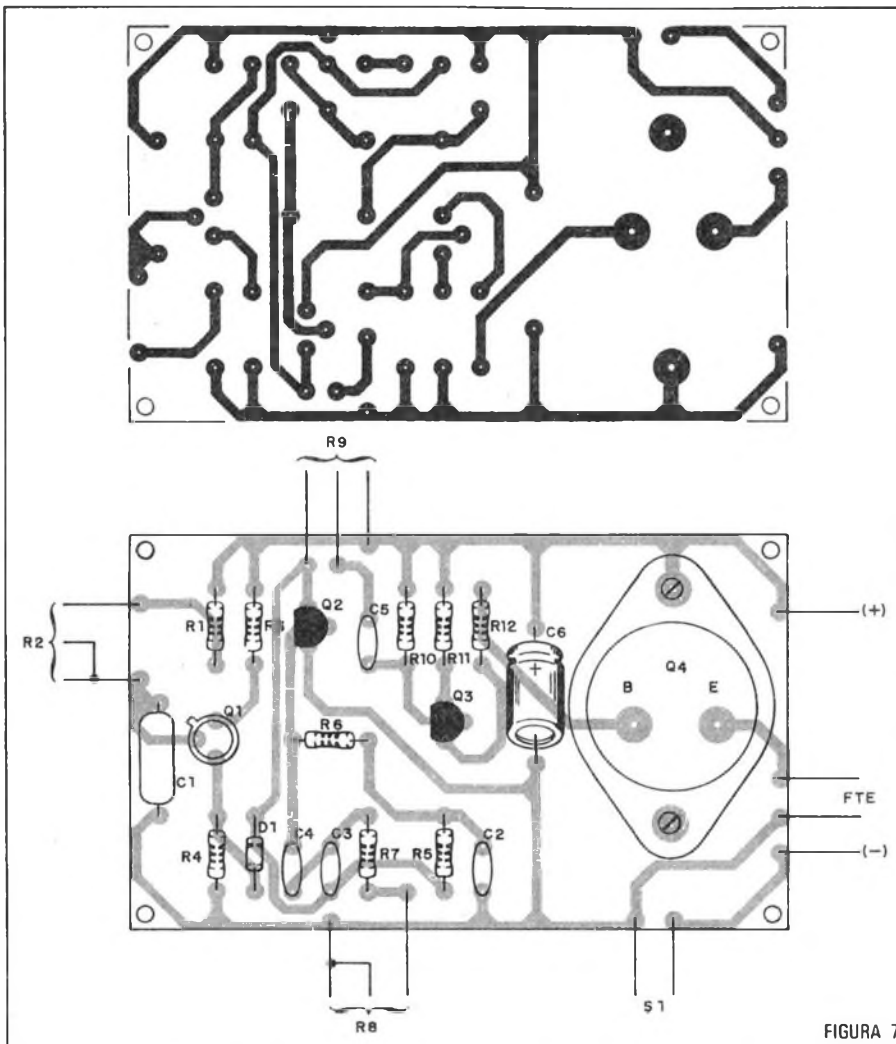 R9
R2
R1
R3
Q2
C5
R10
R11
R12
C6
+
Q4
B
E
(+)
Q1
Q3
R6
C1
FTE
R4
D1
C4
C3
R7
R5
C2
(-)
R8
S1
FIGURA 7